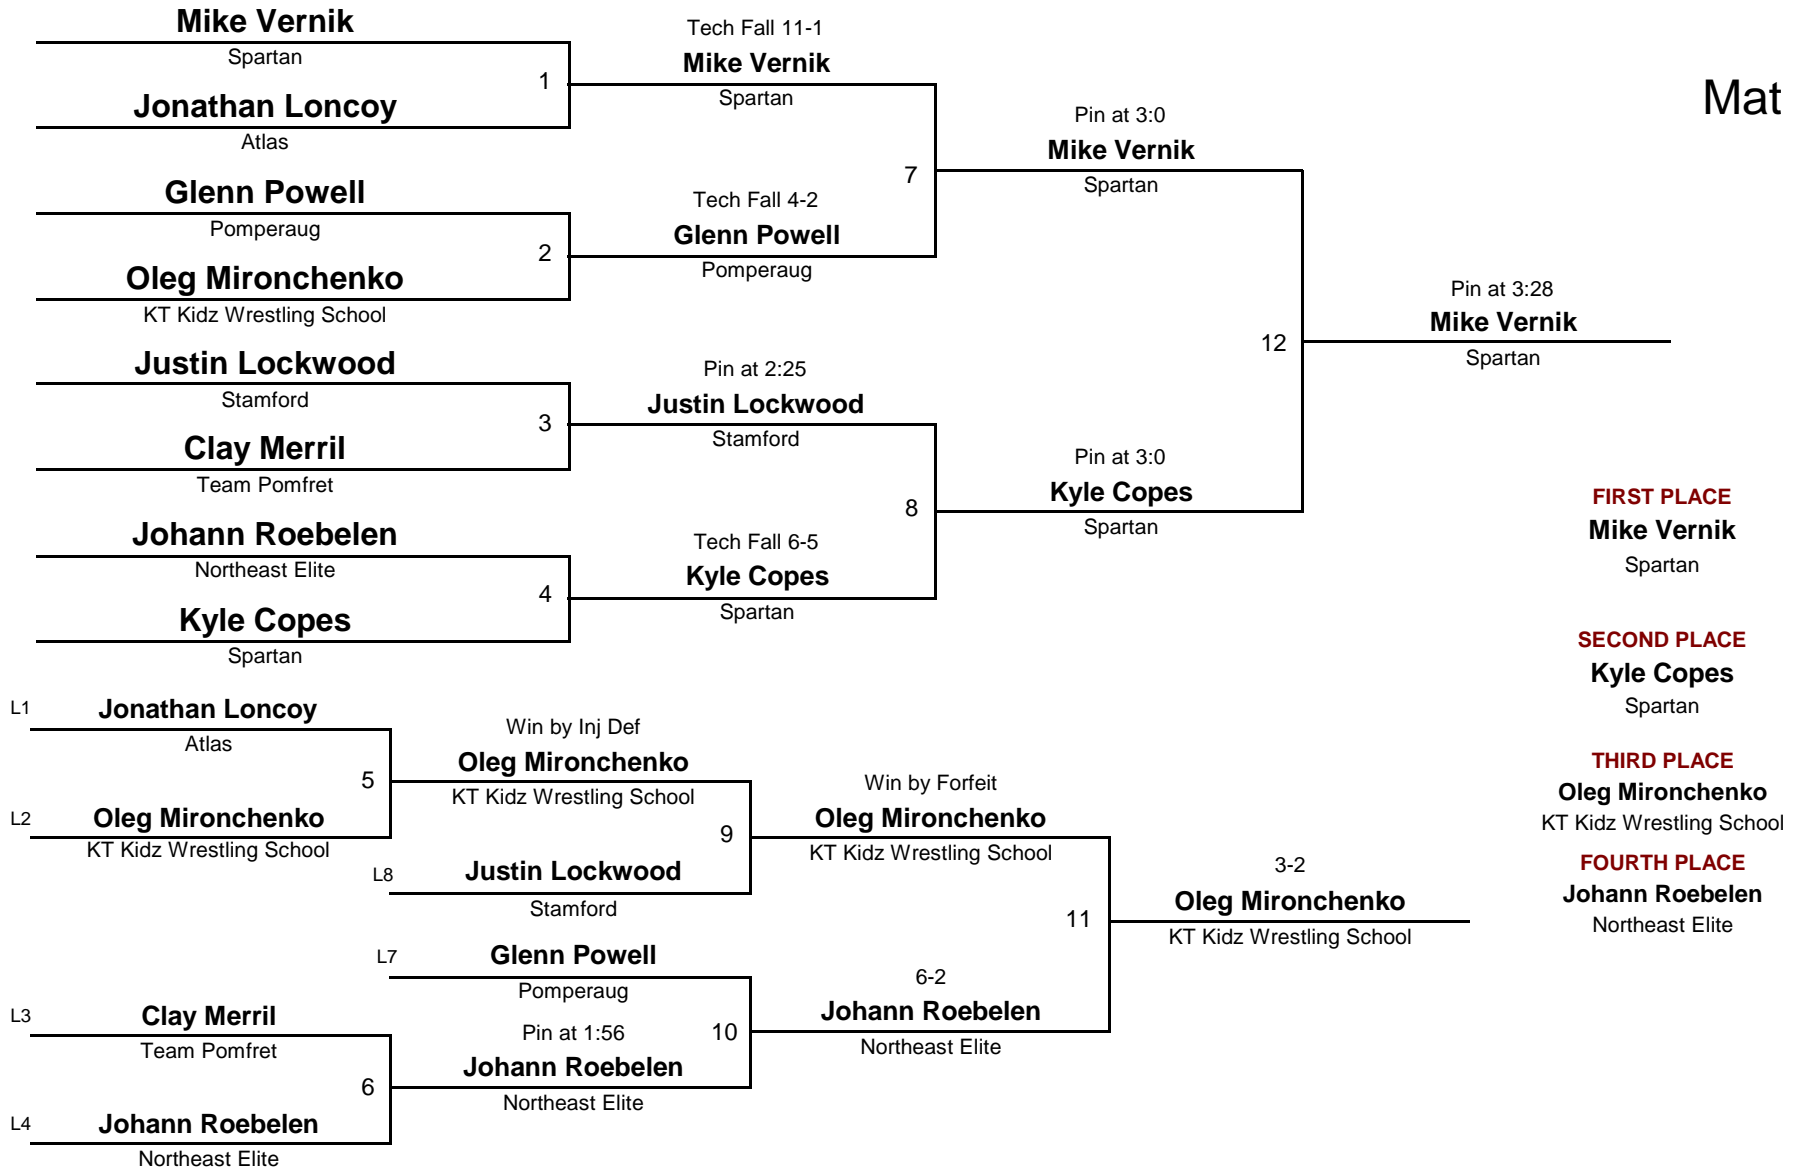 Mike Vernik
Spartan
1
Jonathan Loncoy
Atlas
Glenn Powell
Pomperaug
2
Oleg Mironchenko
KT Kidz Wrestling School
Justin Lockwood
Stamford
3
Clay Merril
Team Pomfret
Johann Roebelen
Northeast Elite
4
Kyle Copes
Spartan
Tech Fall 11-1
Mike Vernik
Spartan
7
Tech Fall 4-2
Glenn Powell
Pomperaug
Pin at 2:25
Justin Lockwood
Stamford
8
Tech Fall 6-5
Kyle Copes
Spartan
Pin at 3:0
Mike Vernik
Spartan
12
Pin at 3:0
Kyle Copes
Spartan
Pin at 3:28
Mike Vernik
Spartan
Mat
FIRST PLACE
Mike Vernik
Spartan
SECOND PLACE
Kyle Copes
Spartan
THIRD PLACE
Oleg Mironchenko
KT Kidz Wrestling School
FOURTH PLACE
Johann Roebelen
Northeast Elite
L1
Jonathan Loncoy
Atlas
5
L2
Oleg Mironchenko
KT Kidz Wrestling School
Win by Inj Def
Oleg Mironchenko
KT Kidz Wrestling School
9
L8
Justin Lockwood
Stamford
L7
Glenn Powell
Pomperaug
10
L3
Clay Merril
Team Pomfret
6
L4
Johann Roebelen
Northeast Elite
Pin at 1:56
Johann Roebelen
Northeast Elite
Win by Forfeit
Oleg Mironchenko
KT Kidz Wrestling School
11
6-2
Johann Roebelen
Northeast Elite
3-2
Oleg Mironchenko
KT Kidz Wrestling School